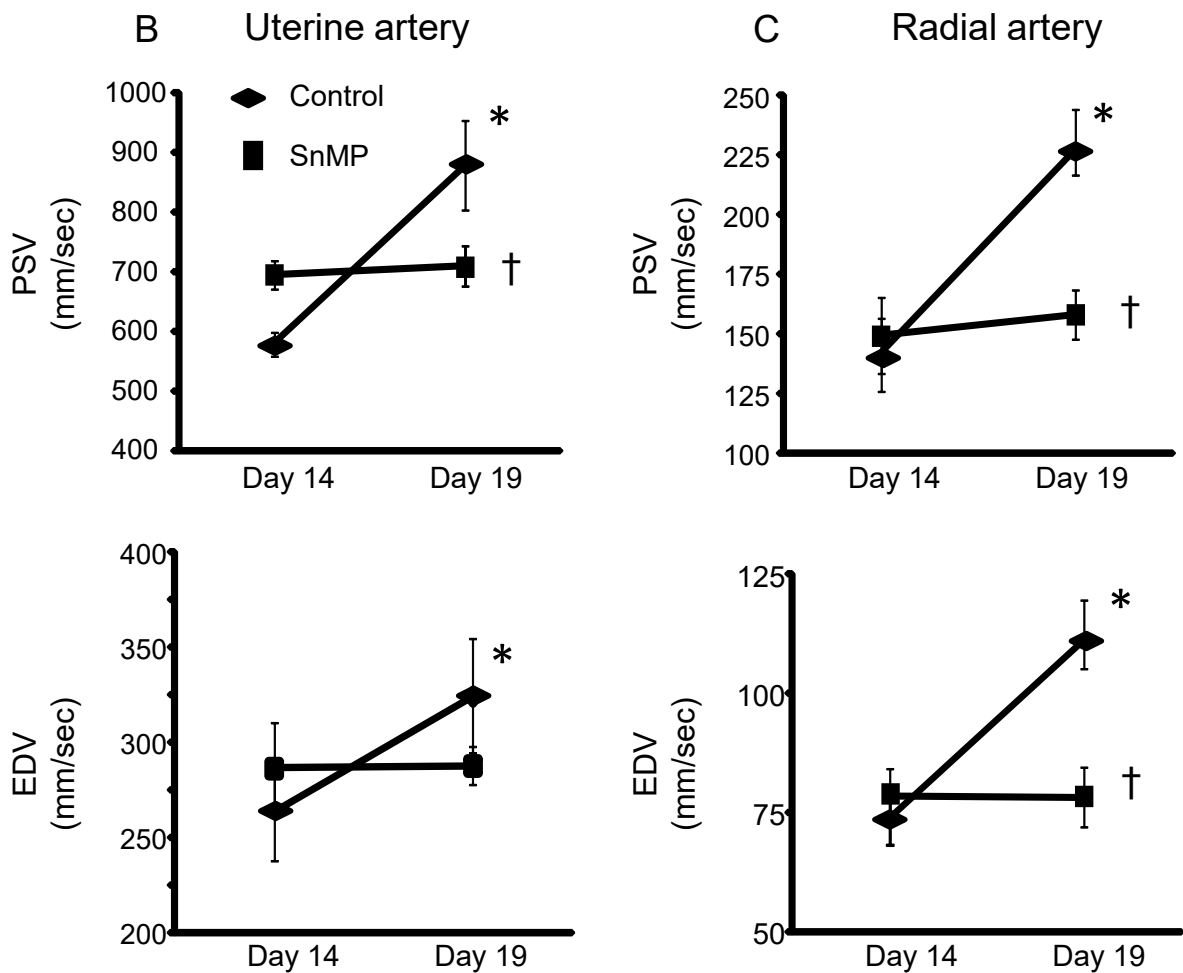 B Uterine artery
Control
SnMP
PSV
(mm/sec)
1000
900
800
700
600
500
400
*
†
Day 14 Day 19
EDV
(mm/sec)
400
350
300
250
200
*
Day 14 Day 19
C Radial artery
PSV
(mm/sec)
250
225
200
175
150
125
100
*
†
Day 14 Day 19
EDV
(mm/sec)
125
100
75
50
*
†
Day 14 Day 19